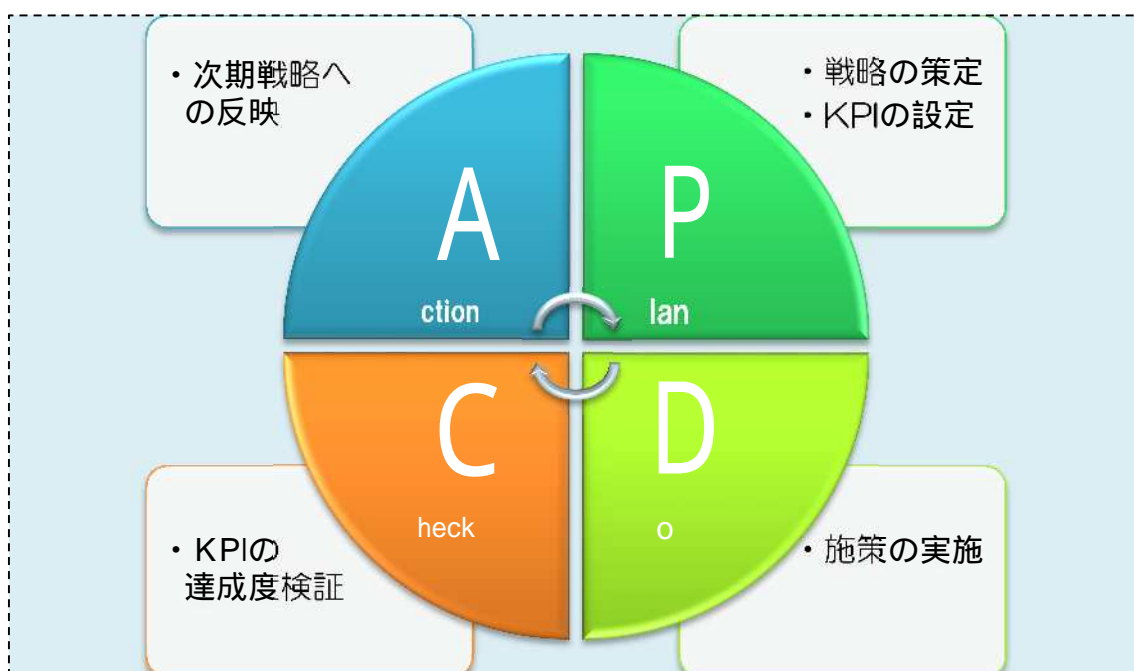 ・次期戦略へ
の反映
・戦略の策定
・KPIの設定
A
ction
P
lan
C
heck
D
o
・KPIの
達成度検証
・施策の実施